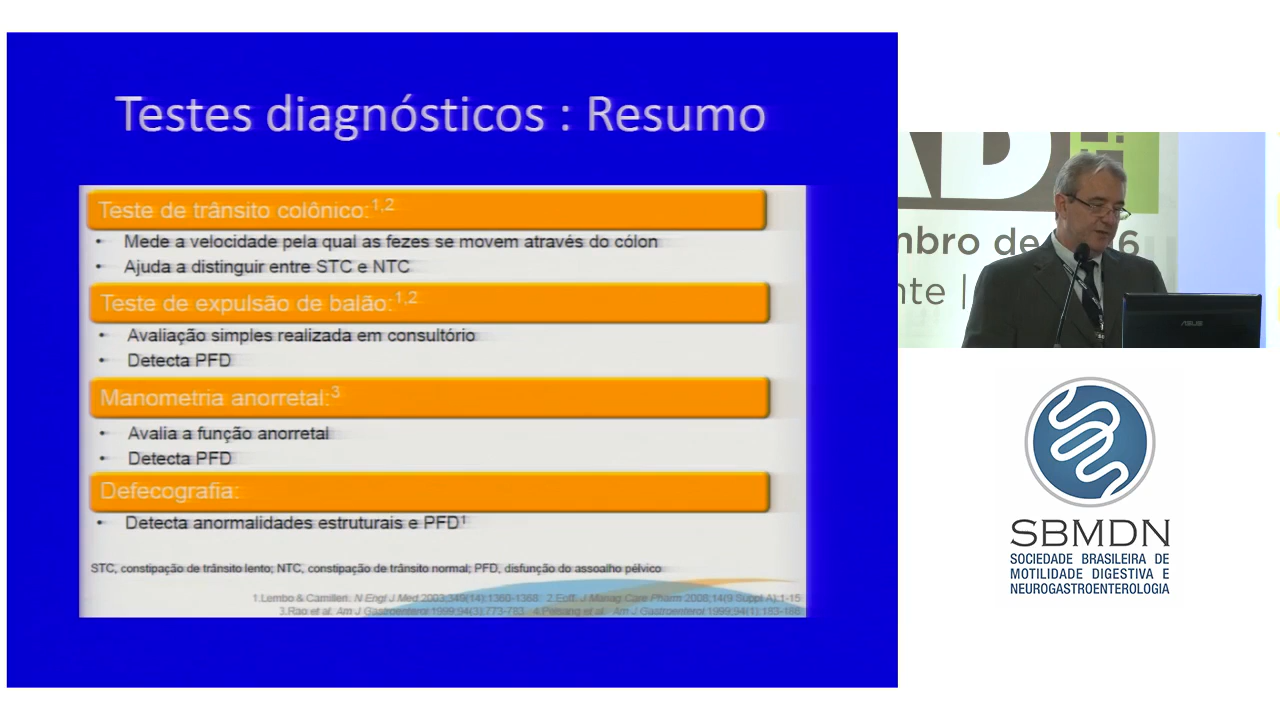 Testes diagnósticos : Resumo
Teste de trânsito colônico:1,2
• Mede a velocidade pela qual as fezes se movem através do cólon
• Ajuda a distinguir entre STC e NTC
Teste de expulsão de balão:1,2
• Avaliação simples realizada em consultório
• Detecta PFD
Manometria anorretal:3
• Avalia a função anorretal
• Detecta PFD
Defecografia:
• Detecta anormalidades estruturais e PFD1
STC, constipação de trânsito lento; NTC, constipação de trânsito normal; PFD, disfunção do assoalho pélvico
1.Lembo & Camilleri. N Engl J Med 2003;349(14):1360-1368 2.Eoff. J Manag Care Pharm 2008;14(9 Suppl A):1-15
3.Rao et al. Am J Gastroenterol 1999;94(3):773-783 4.Pelsang et al. Am J Gastroenterol 1999;94(1):183-186
AD
mbro de 6
nte |
ASUS
SBMDN
SOCIEDADE BRASILEIRA DE
MOTILIDADE DIGESTIVA E
NEUROGASTROENTEROLOGIA